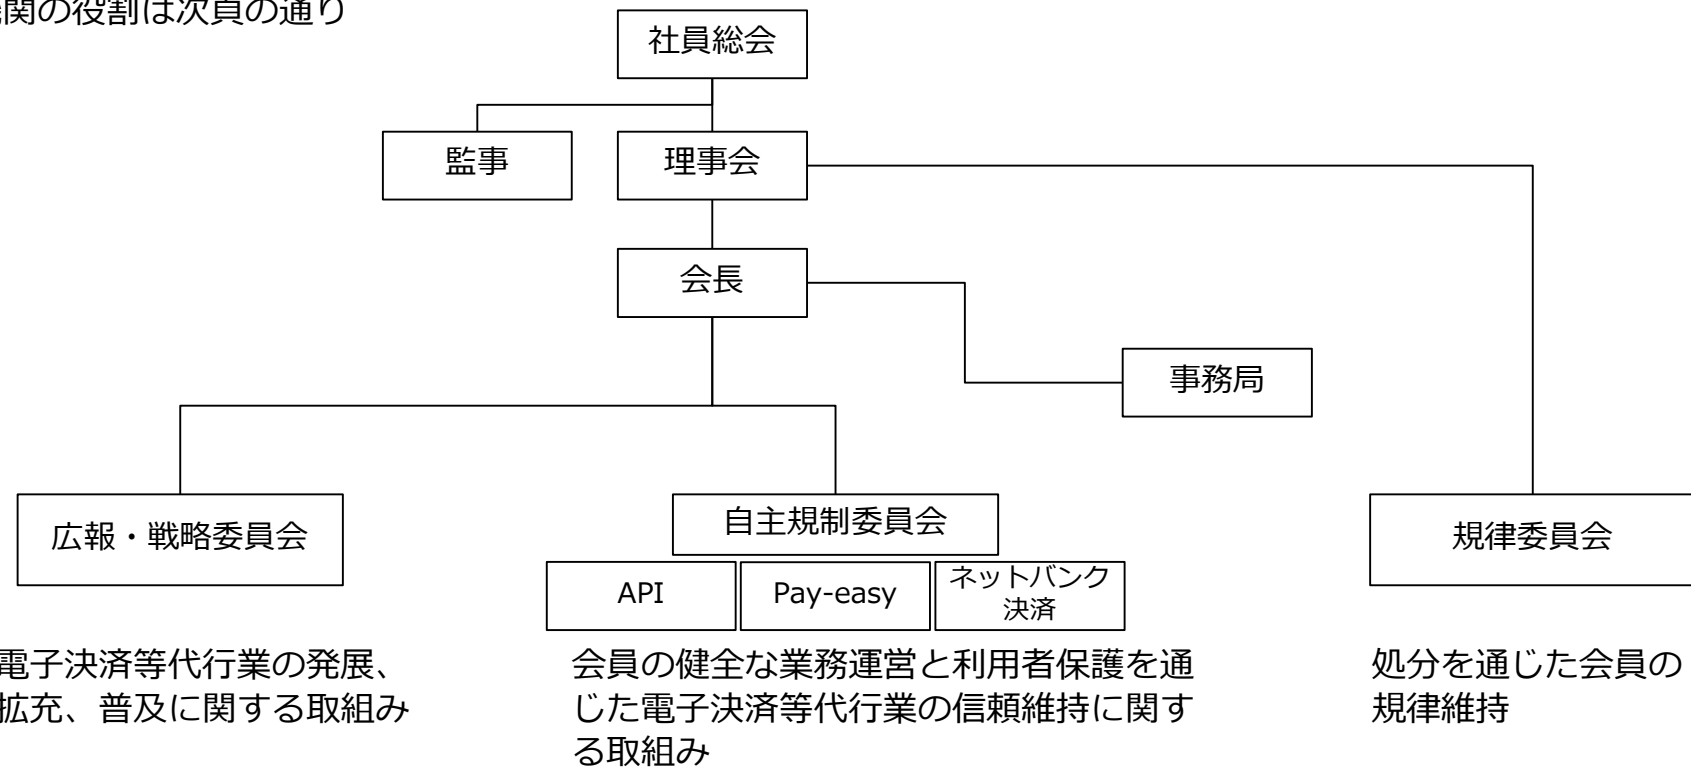 関の役割は次頁の通り
社員総会
監事
理事会
会長
事務局
広報・戦略委員会
自主規制委員会
規律委員会
API
Pay-easy
ネットバンク
決済
電子決済等代行業の発展、
拡充、普及に関する取組み
会員の健全な業務運営と利用者保護を通
じた電子決済等代行業の信頼維持に関す
る取組み
処分を通じた会員の
規律維持